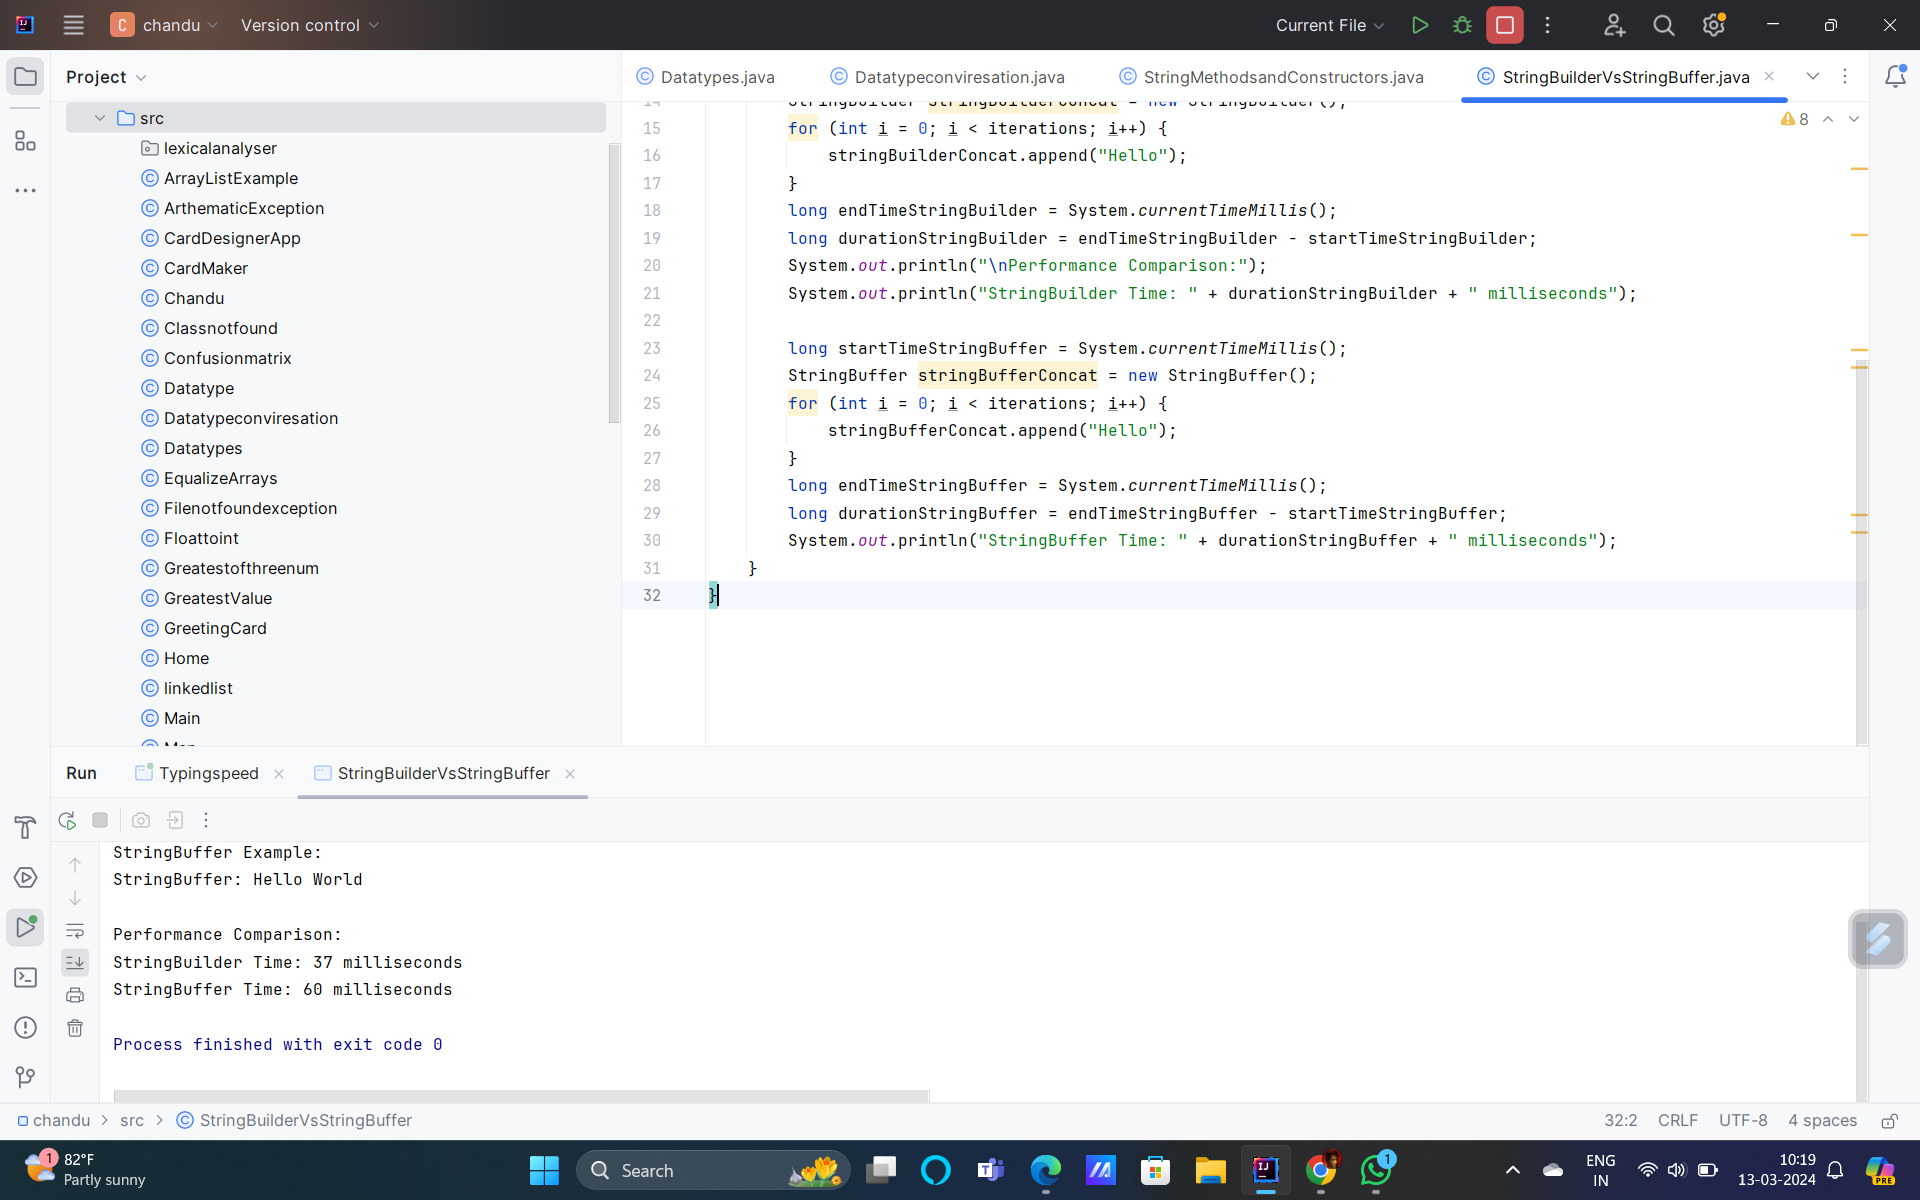 C chandu Version control Current File
Project
Datatypes.java Datatypeconviresation.java StringMethodsandConstructors.java StringBuilderVsStringBuffer.java
src
lexicalanalyser
ArrayListExample
ArthematicException
CardDesignerApp
CardMaker
Chandu
Classnotfound
Confusionmatrix
Datatype
Datatypeconviresation
Datatypes
EqualizeArrays
Filenotfoundexception
Floattoint
Greatestofthreenum
GreatestValue
GreetingCard
Home
linkedlist
Main
8
14 StringBuilder stringBuilderConcat = new StringBuilder();
15 for (int i = 0; i < iterations; i++) {
16 stringBuilderConcat.append("Hello");
17 }
18 long endTimeStringBuilder = System.currentTimeMillis();
19 long durationStringBuilder = endTimeStringBuilder - startTimeStringBuilder;
20 System.out.println("\nPerformance Comparison:");
21 System.out.println("StringBuilder Time: " + durationStringBuilder + " milliseconds");
22
23 long startTimeStringBuffer = System.currentTimeMillis();
24 StringBuffer stringBufferConcat = new StringBuffer();
25 for (int i = 0; i < iterations; i++) {
26 stringBufferConcat.append("Hello");
27 }
28 long endTimeStringBuffer = System.currentTimeMillis();
29 long durationStringBuffer = endTimeStringBuffer - startTimeStringBuffer;
30 System.out.println("StringBuffer Time: " + durationStringBuffer + " milliseconds");
31 }
32 }
Run Typingspeed StringBuilderVsStringBuffer
StringBuffer Example:
StringBuffer: Hello World
Performance Comparison:
StringBuilder Time: 37 milliseconds
StringBuffer Time: 60 milliseconds
Process finished with exit code 0
chandu > src > StringBuilderVsStringBuffer 32:2 CRLF UTF-8 4 spaces
1 82°F
Partly sunny
Search
1
ENG
IN
10:19
13-03-2024
PRE